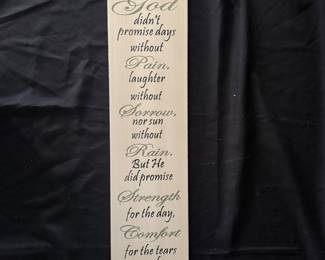 God
didn't
promise days
without
Pain,
laughter
without
Sorrow,
nor sun
without
Rain.
But He
did promise
Strength
for the day,
Comfort
for the tears